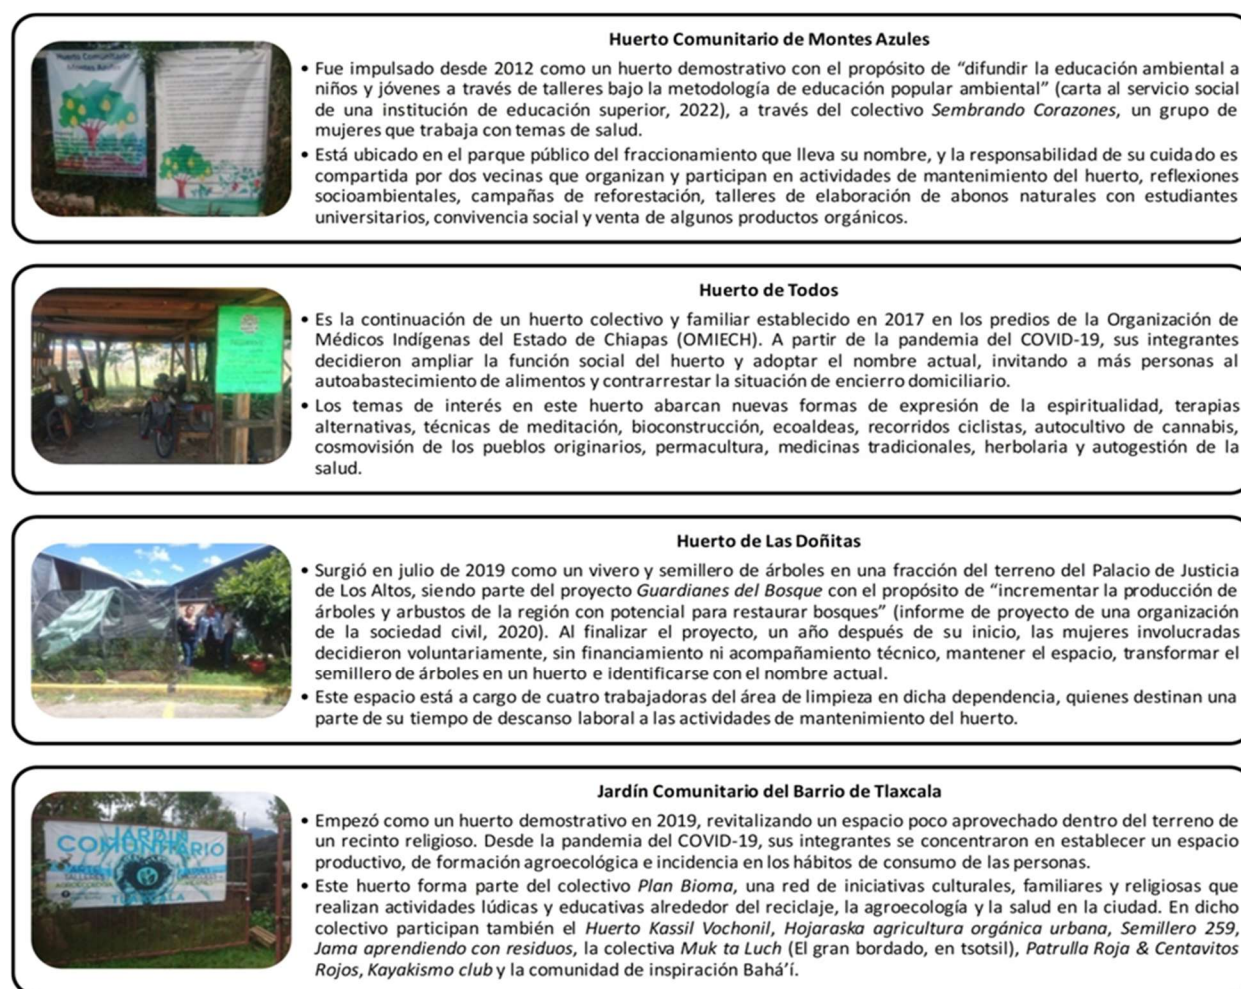 Huerto Comunitario de Montes Azules
• Fue impulsado desde 2012 como un huerto demostrativo con el propósito de “difundir la educación ambiental a
niños y jóvenes a través de talleres bajo la metodología de educación popular ambiental” (carta al servicio social
de una institución de educación superior, 2022), a través del colectivo Sembrando Corazones, un grupo de
mujeres que trabaja con temas de salud.
• Está ubicado en el parque público del fraccionamiento que lleva su nombre, y la responsabilidad de su cuidado es
compartida por dos vecinas que organizan y participan en actividades de mantenimiento del huerto, reflexiones
socioambientales, campañas de reforestación, talleres de elaboración de abonos naturales con estudiantes
universitarios, convivencia social y venta de algunos productos orgánicos.
Huerto Comunitario
Montes Azules
Huerto de Todos
• Es la continuación de un huerto colectivo y familiar establecido en 2017 en los predios de la Organización de
Médicos Indígenas del Estado de Chiapas (OMIECH). A partir de la pandemia del COVID-19, sus integrantes
decidieron ampliar la función social del huerto y adoptar el nombre actual, invitando a más personas al
autoabastecimiento de alimentos y contrarrestar la situación de encierro domiciliario.
• Los temas de interés en este huerto abarcan nuevas formas de expresión de la espiritualidad, terapias
alternativas, técnicas de meditación, bioconstrucción, ecoaldeas, recorridos ciclistas, autocultivo de cannabis,
cosmovisión de los pueblos originarios, permacultura, medicinas tradicionales, herbolaria y autogestión de la
salud.
Huerto de Las Doñitas
• Surgió en julio de 2019 como un vivero y semillero de árboles en una fracción del terreno del Palacio de Justicia
de Los Altos, siendo parte del proyecto Guardianes del Bosque con el propósito de “incrementar la producción de
árboles y arbustos de la región con potencial para restaurar bosques” (informe de proyecto de una organización
de la sociedad civil, 2020). Al finalizar el proyecto, un año después de su inicio, las mujeres involucradas
decidieron voluntariamente, sin financiamiento ni acompañamiento técnico, mantener el espacio, transformar el
semillero de árboles en un huerto e identificarse con el nombre actual.
• Este espacio está a cargo de cuatro trabajadoras del área de limpieza en dicha dependencia, quienes destinan una
parte de su tiempo de descanso laboral a las actividades de mantenimiento del huerto.
Jardín Comunitario del Barrio de Tlaxcala
• Empezó como un huerto demostrativo en 2019, revitalizando un espacio poco aprovechado dentro del terreno de
un recinto religioso. Desde la pandemia del COVID-19, sus integrantes se concentraron en establecer un espacio
productivo, de formación agroecológica e incidencia en los hábitos de consumo de las personas.
• Este huerto forma parte del colectivo Plan Bioma, una red de iniciativas culturales, familiares y religiosas que
realizan actividades lúdicas y educativas alrededor del reciclaje, la agroecología y la salud en la ciudad. En dicho
colectivo participan también el Huerto Kassil Vochonil, Hojaraska agricultura orgánica urbana, Semillero 259,
Jama aprendiendo con residuos, la colectiva Muk ta Luch (El gran bordado, en tsotsil), Patrulla Roja & Centavitos
Rojos, Kayakismo club y la comunidad de inspiración Bahá’í.
JARDIN
COMUNITARIO
TALLERES
AGROECOLOGIA
TLAXCALA